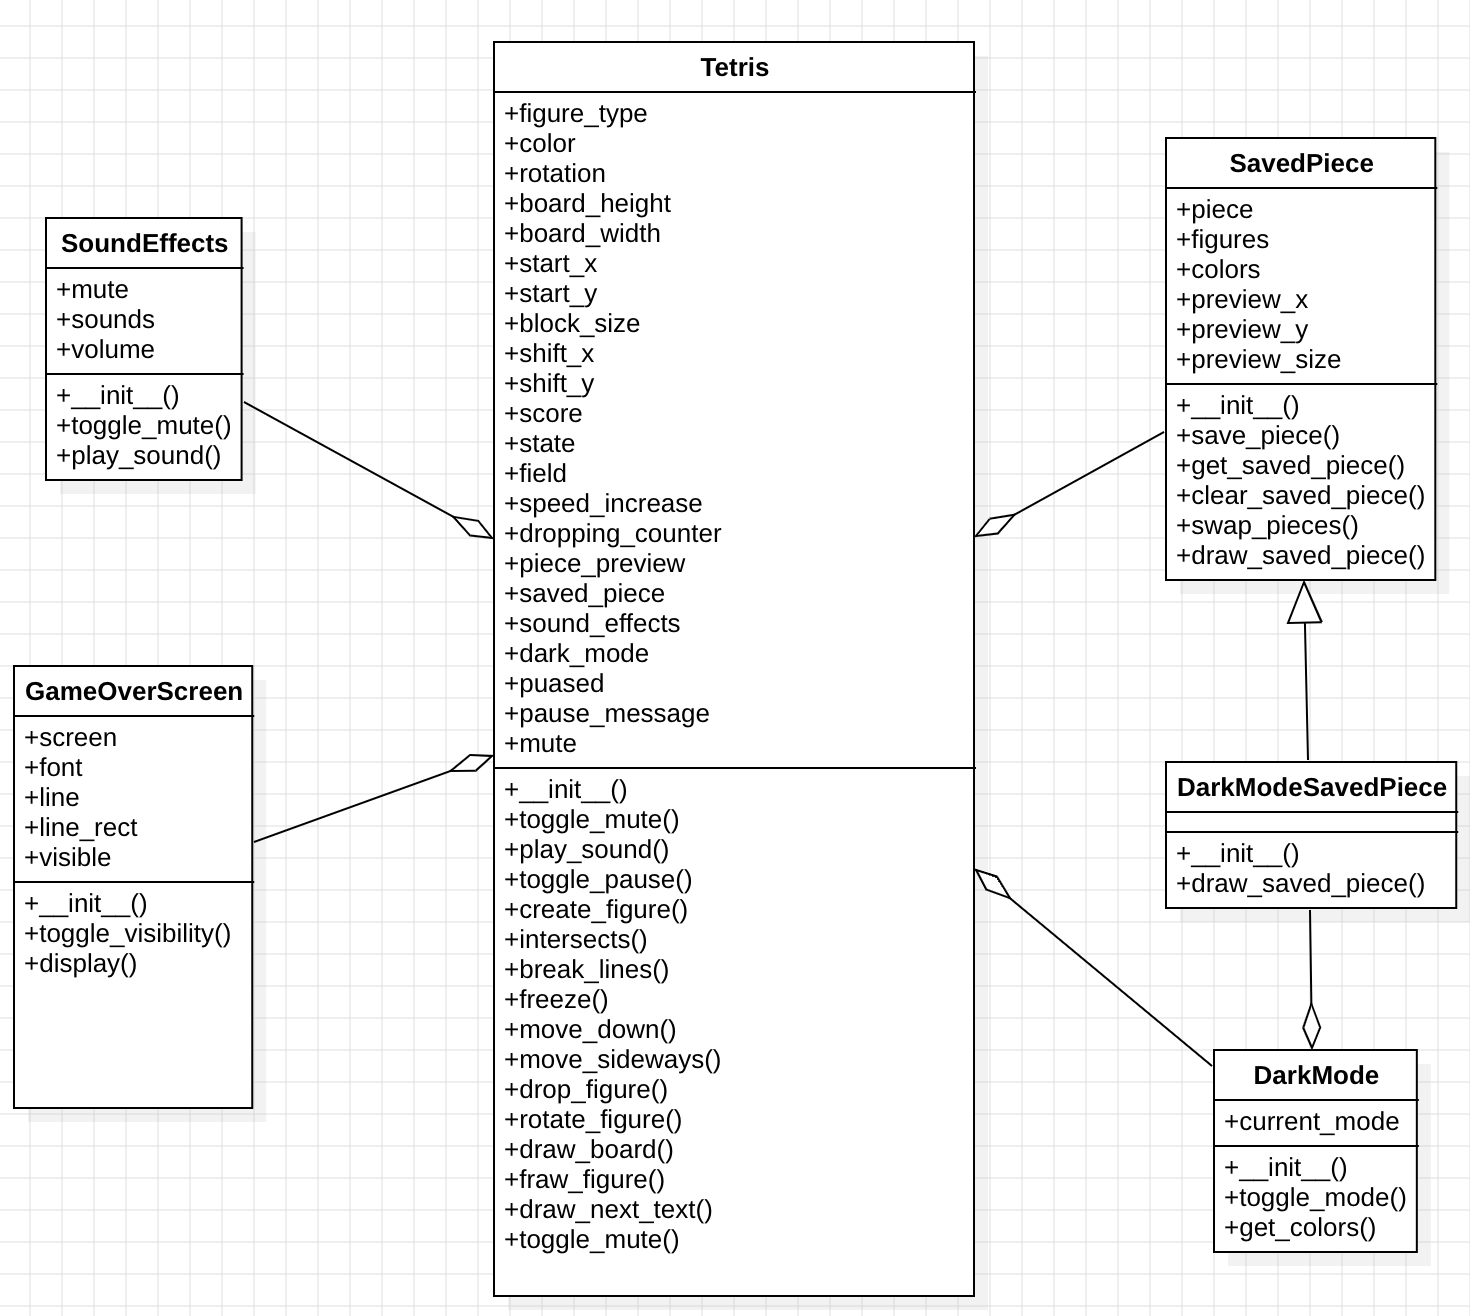 Tetris
+figure_type
+color
+rotation
+board_height
+board_width
+start_x
+start_y
+block_size
+shift_x
+shift_y
+score
+state
+field
+speed_increase
+dropping_counter
+piece_preview
+saved_piece
+sound_effects
+dark_mode
+puased
+pause_message
+mute
+__init__()
+toggle_mute()
+play_sound()
+toggle_pause()
+create_figure()
+intersects()
+break_lines()
+freeze()
+move_down()
+move_sideways()
+drop_figure()
+rotate_figure()
+draw_board()
+fraw_figure()
+draw_next_text()
+toggle_mute()
SoundEffects
+mute
+sounds
+volume
+__init__()
+toggle_mute()
+play_sound()
GameOverScreen
+screen
+font
+line
+line_rect
+visible
+__init__()
+toggle_visibility()
+display()
SavedPiece
+piece
+figures
+colors
+preview_x
+preview_y
+preview_size
+__init__()
+save_piece()
+get_saved_piece()
+clear_saved_piece()
+swap_pieces()
+draw_saved_piece()
DarkModeSavedPiece
+__init__()
+draw_saved_piece()
DarkMode
+current_mode
+__init__()
+toggle_mode()
+get_colors()